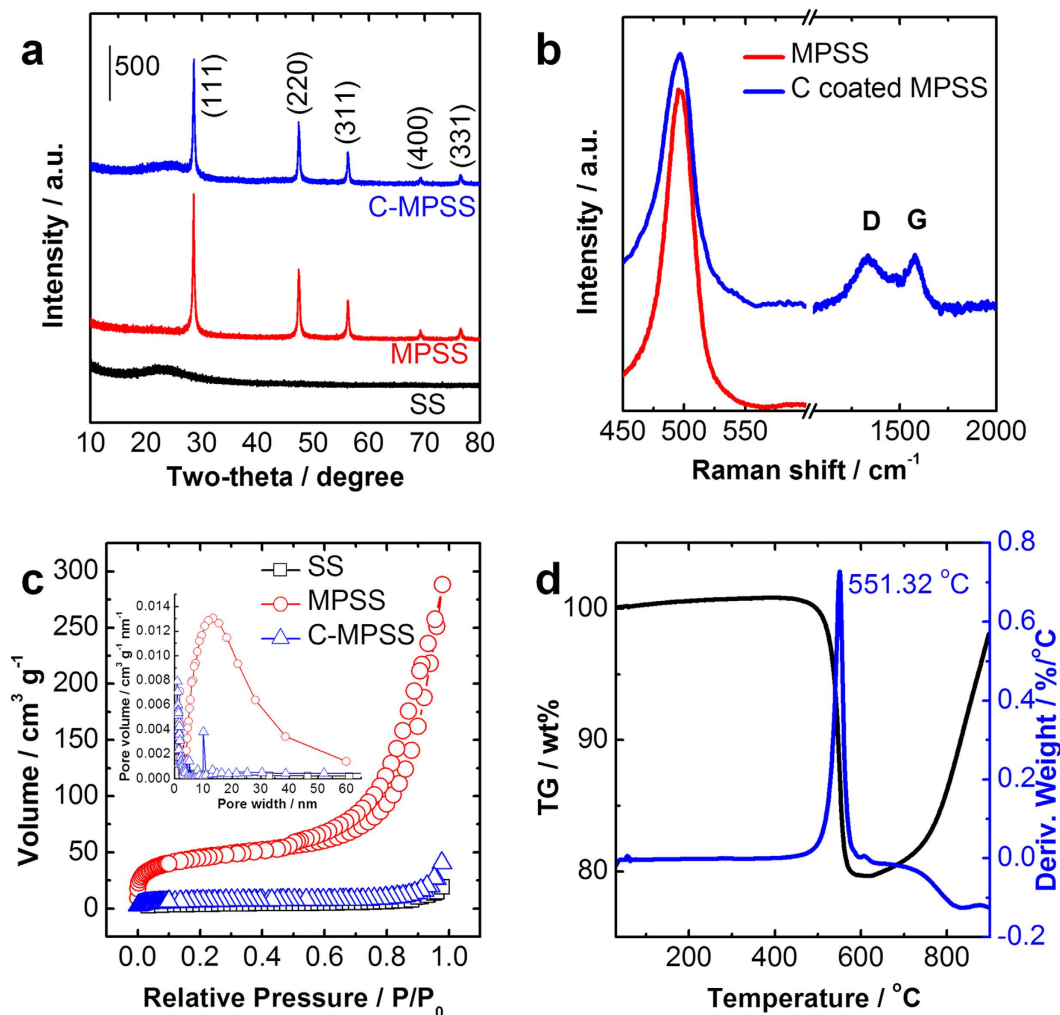 a
500
(111)
(220)
(311)
(400)
(331)
C-MPSS
MPSS
SS
Intensity / a.u.
10 20 30 40 50 60 70 80
Two-theta / degree
b
MPSS
C coated MPSS
D G
Intensity / a.u.
450 500 550 1500 2000
Raman shift / cm-1
c
SS
MPSS
C-MPSS
Volume / cm3 g-1
300
250
200
150
100
50
0
0.0 0.2 0.4 0.6 0.8 1.0
Relative Pressure / P/P0
Pore volume / cm3 g-1 nm-1
0.014
0.012
0.010
0.008
0.006
0.004
0.002
0.000
0 10 20 30 40 50 60
Pore width / nm
d
551.32 oC
TG / wt%
100
90
80
200 400 600 800
Temperature / oC
0.8
0.6
0.4
0.2
0.0
-0.2
Deriv. Weight / %/oC